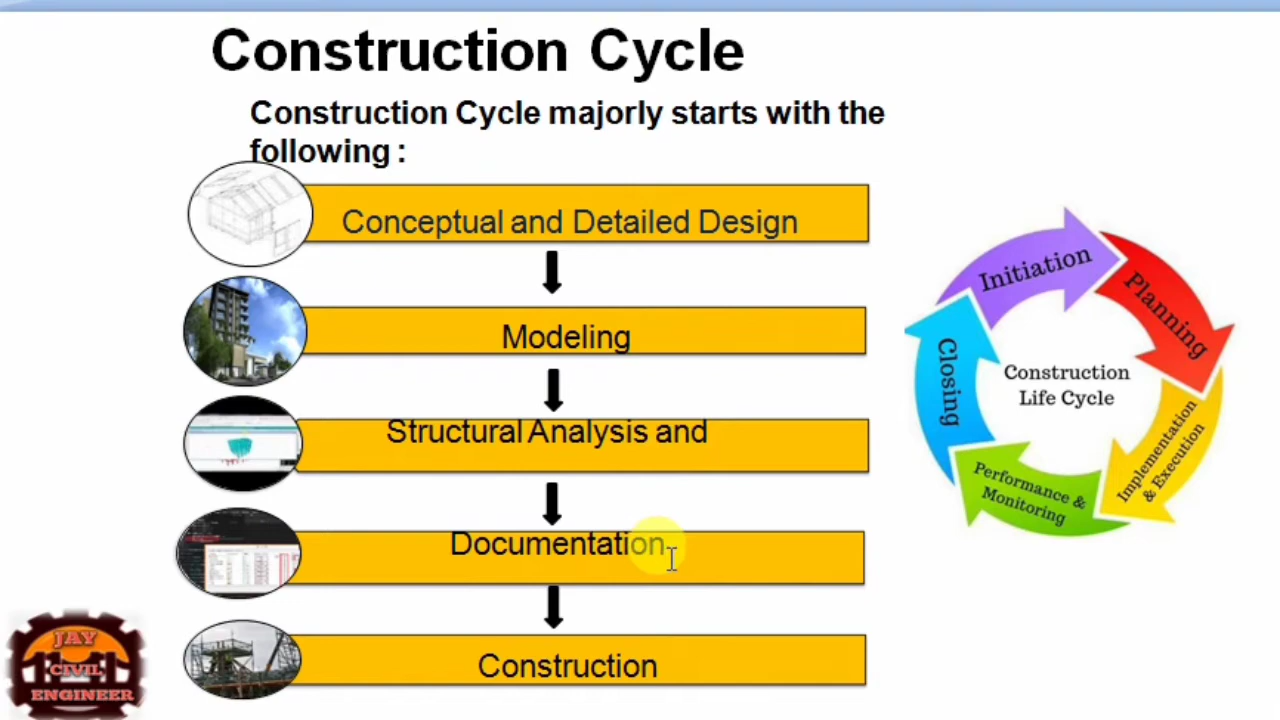 Construction Cycle
Construction Cycle majorly starts with the
following :
Conceptual and Detailed Design
Modeling
Structural Analysis and
Documentation
Construction
Initiation
Planning
Implementation
& Execution
Performance &
Monitoring
Closing
Construction
Life Cycle
JAY
CIVIL
ENGINEER